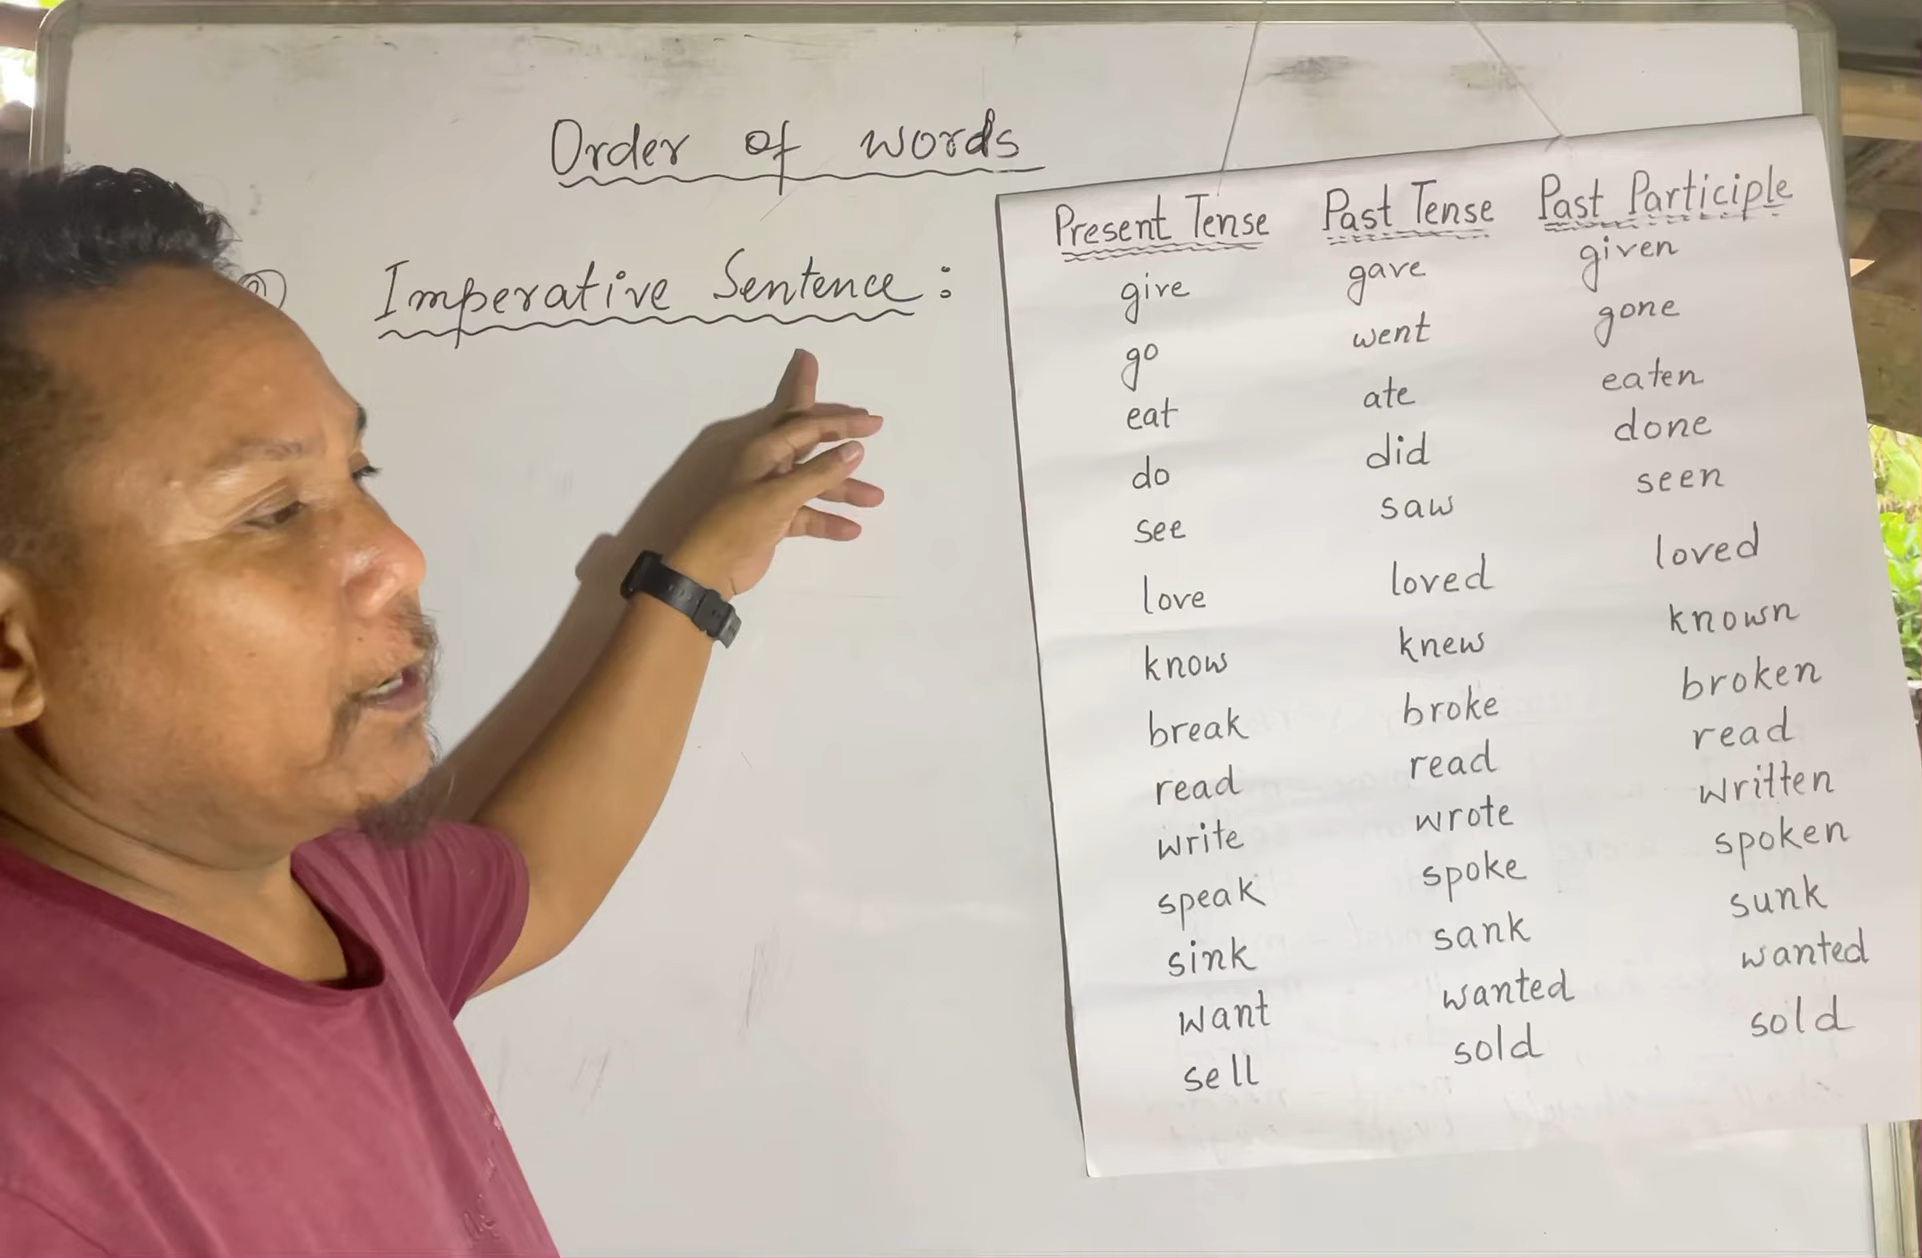 Order of words
Imperative Sentence :
Present Tense Past Tense Past Participle
give gave given
go went gone
eat ate eaten
do did done
see saw seen
love loved loved
know knew known
break broke broken
read read read
write wrote written
speak spoke spoken
sink sank sunk
want wanted wanted
sell sold sold